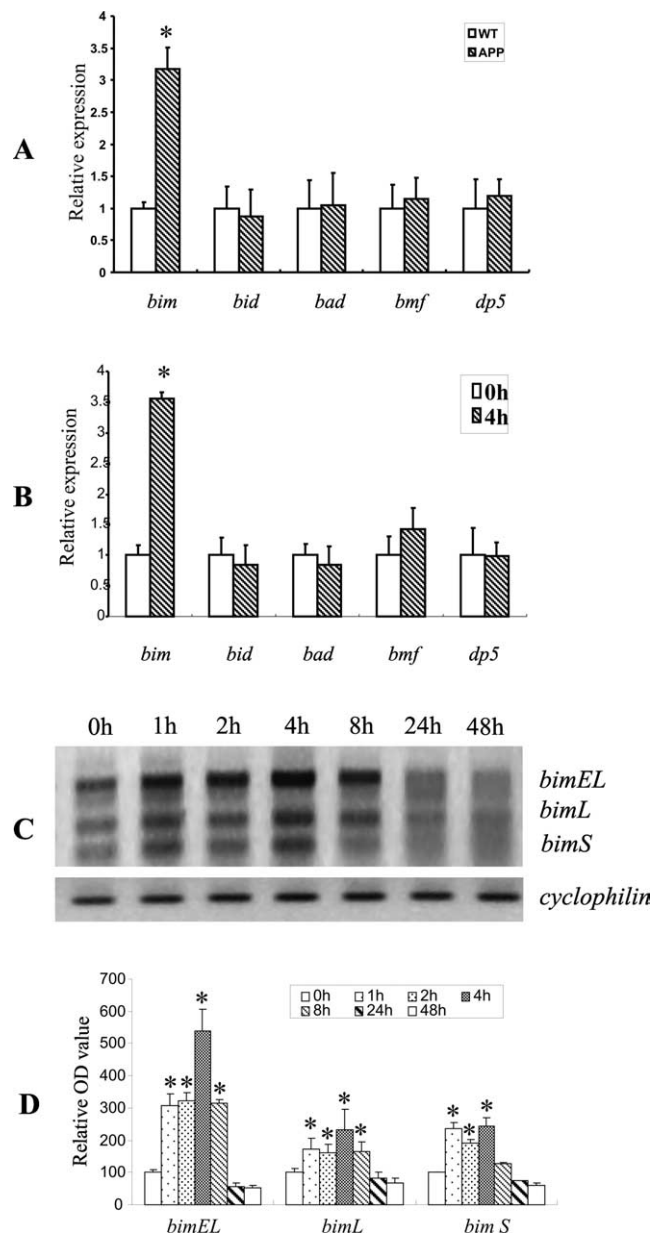 A
Relative expression
4
3.5
3
2.5
2
1.5
1
0.5
0
*
WT
APP
bim bid bad bmf dp5
B
Relative expression
4
3.5
3
2.5
2
1.5
1
0.5
0
*
0h
4h
bim bid bad bmf dp5
C
0h 1h 2h 4h 8h 24h 48h
bimEL
bimL
bimS
cyclophilin
D
Relative OD value
700
600
500
400
300
200
100
0
0h 1h 2h 4h
8h 24h 48h
* * * * * * * * * * *
bimEL bimL bim S